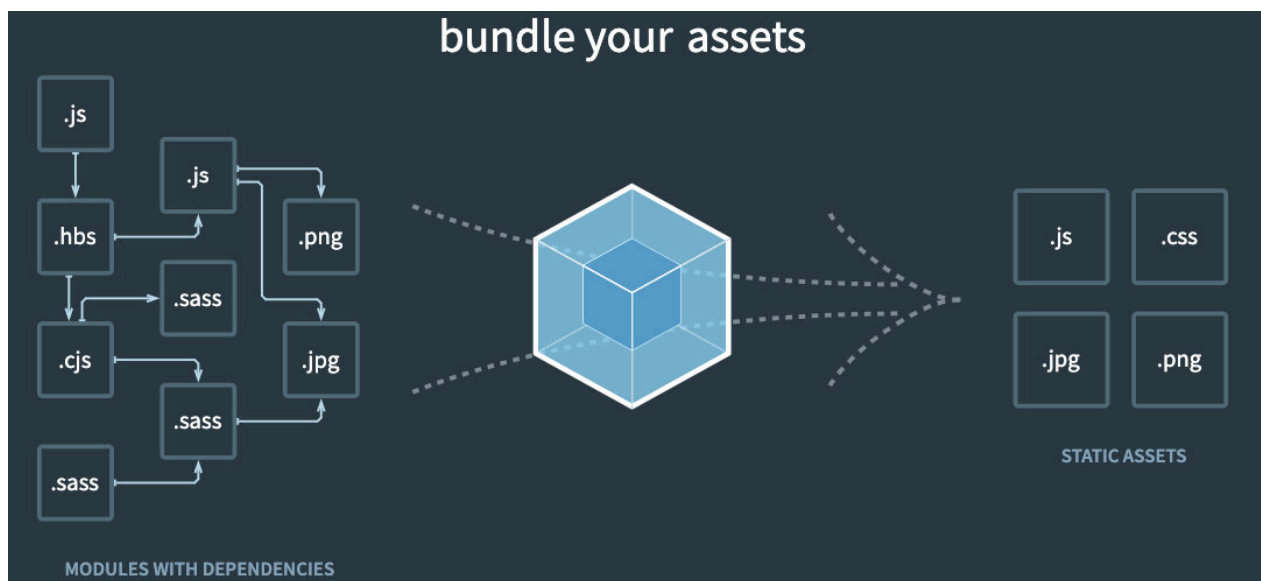 bundle your assets
.js
.js
.hbs
.png
.sass
.cjs
.jpg
.sass
.sass
MODULES WITH DEPENDENCIES
.js
.css
.jpg
.png
STATIC ASSETS